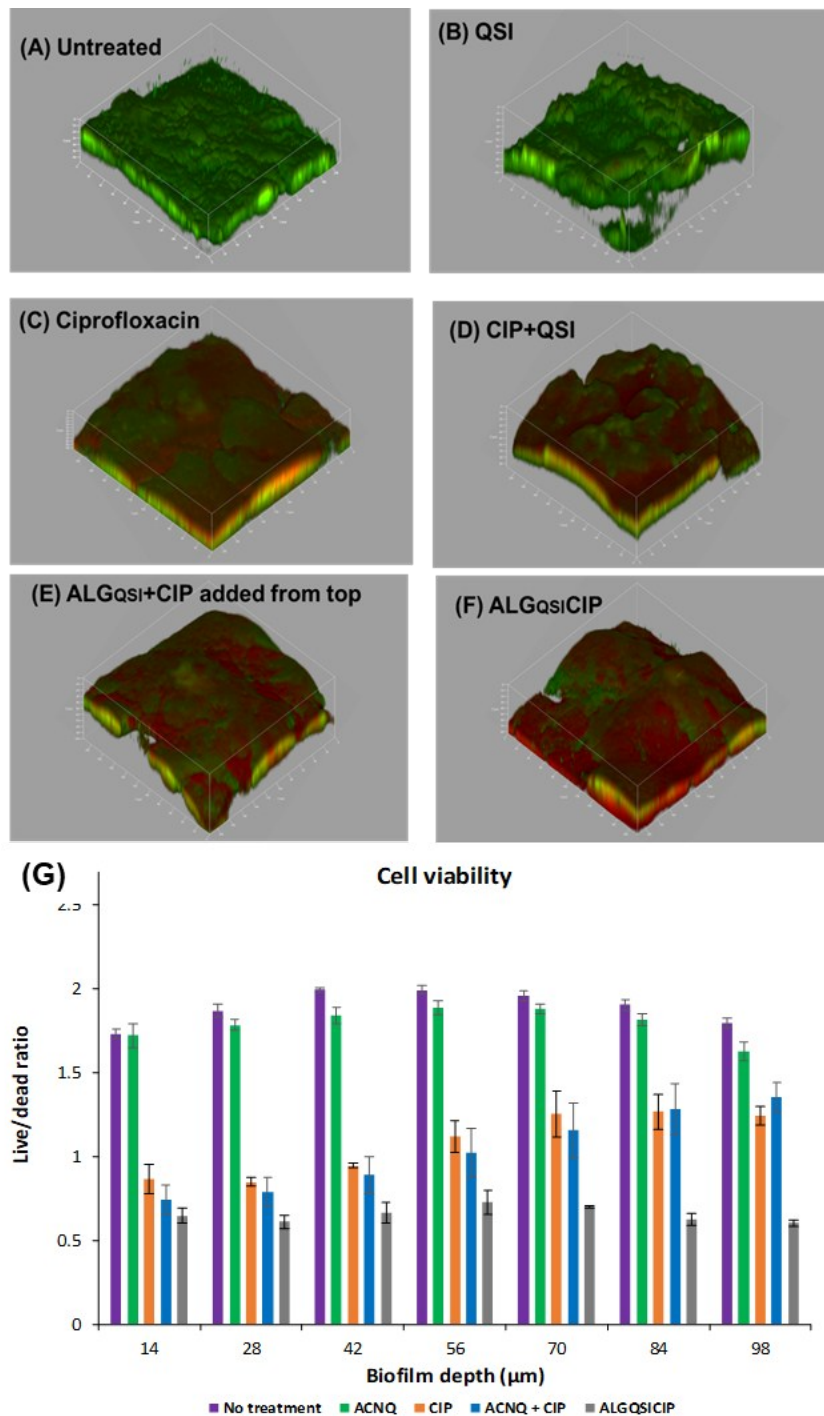 (A) Untreated
(B) QSI
(C) Ciprofloxacin
(D) CIP+QSI
(E) ALGQSI+CIP added from top
(F) ALGQSICIP
(G)
Cell viability
2.5
2
1.5
1
0.5
0
Live/dead ratio
14 28 42 56 70 84 98
Biofilm depth (µm)
No treatment ACNQ CIP ACNQ + CIP ALGQSICIP